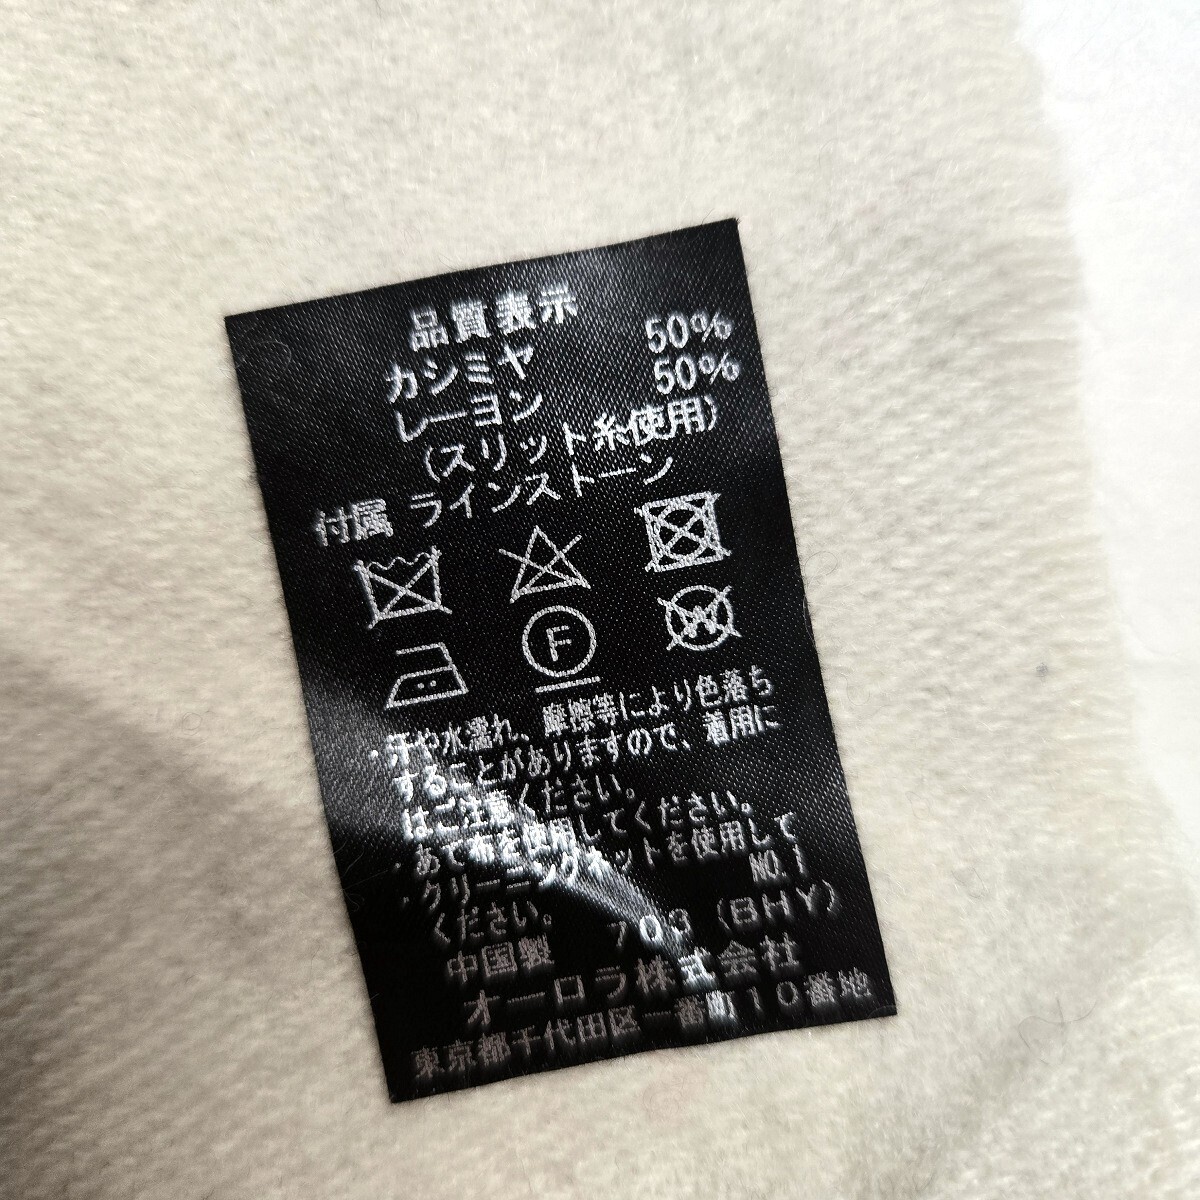 品質表示
カシミヤ 50%
レーヨン 50%
(スリット糸使用)
付属 ラインストーン
F
W
・汗や水濡れ、摩擦等により色落ち
することがありますので、着用に
はご注意ください。
・あて布を使用してください。
・クリーニングネットを使用して
ください。 NO.1
中国製 703 (BHY)
オーロラ株式会社
東京都千代田区一番町10番地